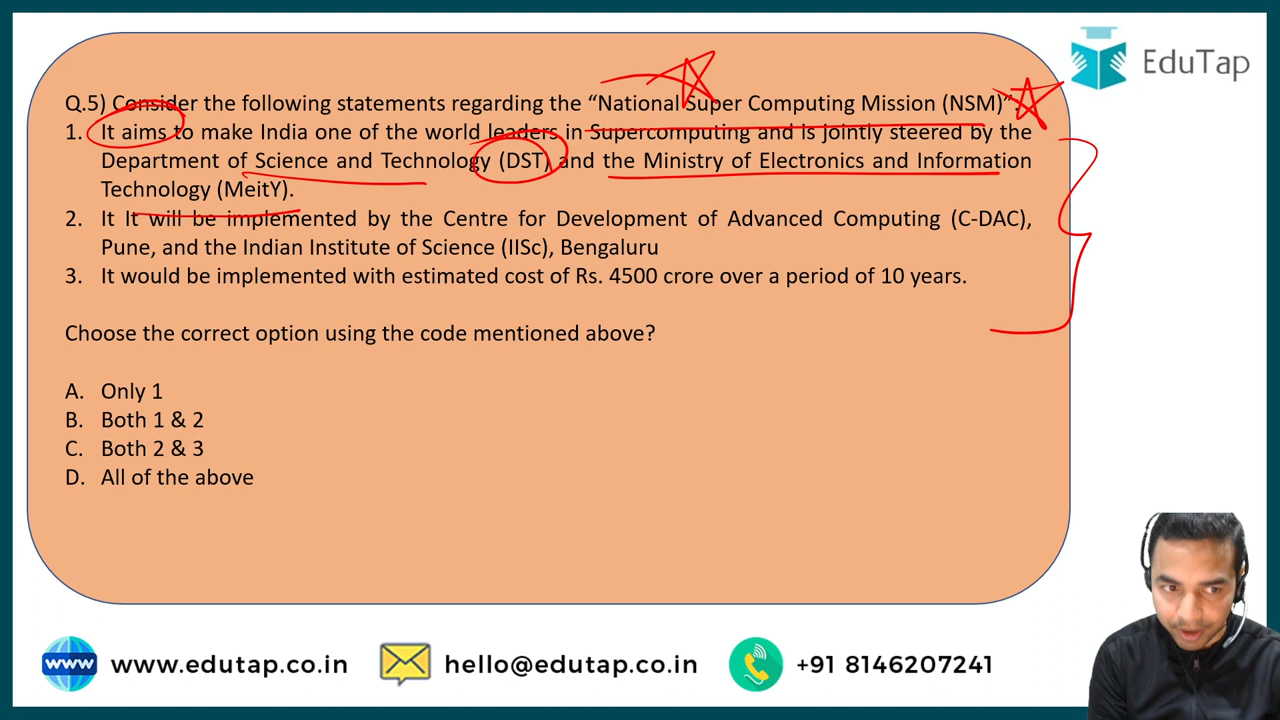 EduTap
Q.5) Consider the following statements regarding the “National Super Computing Mission (NSM)”.
1. It aims to make India one of the world leaders in Supercomputing and is jointly steered by the
Department of Science and Technology (DST) and the Ministry of Electronics and Information
Technology (MeitY).
2. It It will be implemented by the Centre for Development of Advanced Computing (C-DAC),
Pune, and the Indian Institute of Science (IISc), Bengaluru
3. It would be implemented with estimated cost of Rs. 4500 crore over a period of 10 years.
Choose the correct option using the code mentioned above?
A. Only 1
B. Both 1 & 2
C. Both 2 & 3
D. All of the above
www www.edutap.co.in hello@edutap.co.in +91 8146207241